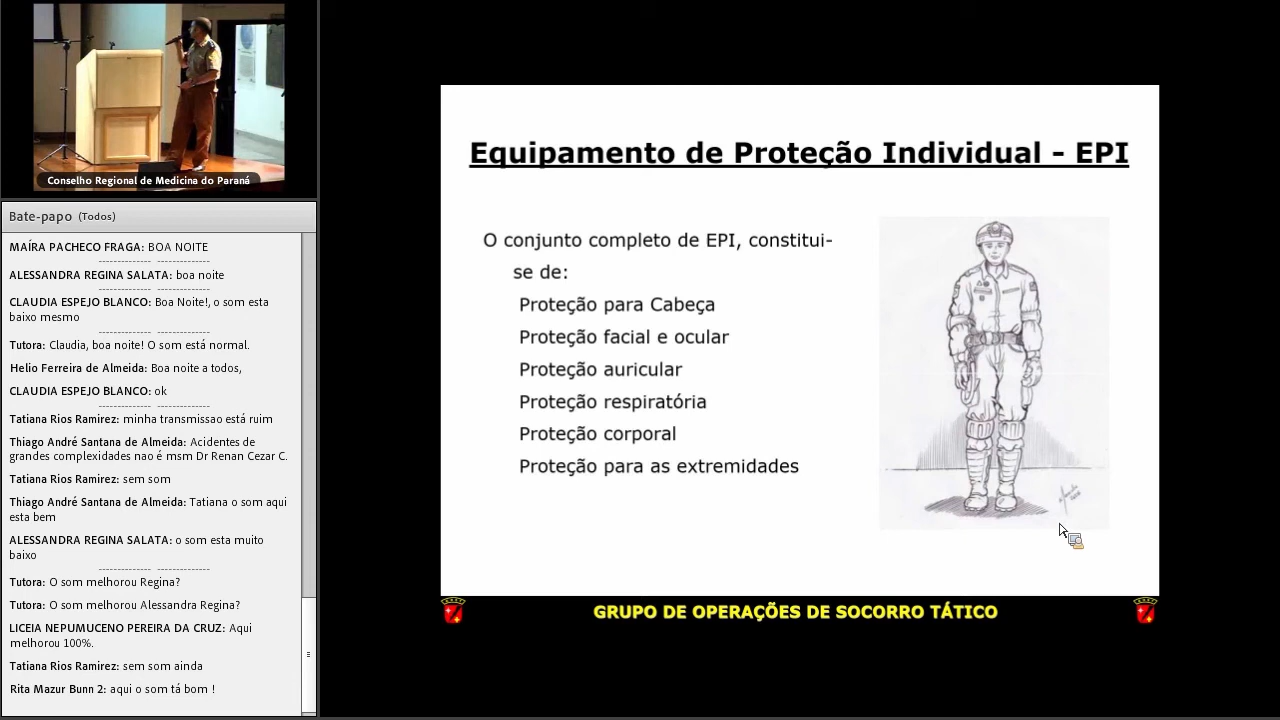 Conselho Regional de Medicina do Paraná
Bate-papo (Todos)
MAÍRA PACHECO FRAGA: BOA NOITE
-------------- --------------
ALESSANDRA REGINA SALATA: boa noite
-------------- --------------
CLAUDIA ESPEJO BLANCO: Boa Noite!, o som esta
baixo mesmo
-------------- --------------
Tutora: Claudia, boa noite! O som está normal.
Helio Ferreira de Almeida: Boa noite a todos,
CLAUDIA ESPEJO BLANCO: ok
-------------- --------------
Tatiana Rios Ramirez: minha transmissao está ruim
Thiago André Santana de Almeida: Acidentes de
grandes complexidades nao é msm Dr Renan Cezar C.
Tatiana Rios Ramirez: sem som
Thiago André Santana de Almeida: Tatiana o som aqui
esta bem
ALESSANDRA REGINA SALATA: o som esta muito
baixo
-------------- --------------
Tutora: O som melhorou Regina?
Tutora: O som melhorou Alessandra Regina?
LICEIA NEPUMUCENO PEREIRA DA CRUZ: Aqui
melhorou 100%.
Tatiana Rios Ramirez: sem som ainda
Rita Mazur Bunn 2: aqui o som tá bom !
Equipamento de Proteção Individual - EPI
O conjunto completo de EPI, constitui-
se de:
Proteção para Cabeça
Proteção facial e ocular
Proteção auricular
Proteção respiratória
Proteção corporal
Proteção para as extremidades
GRUPO DE OPERAÇÕES DE SOCORRO TÁTICO